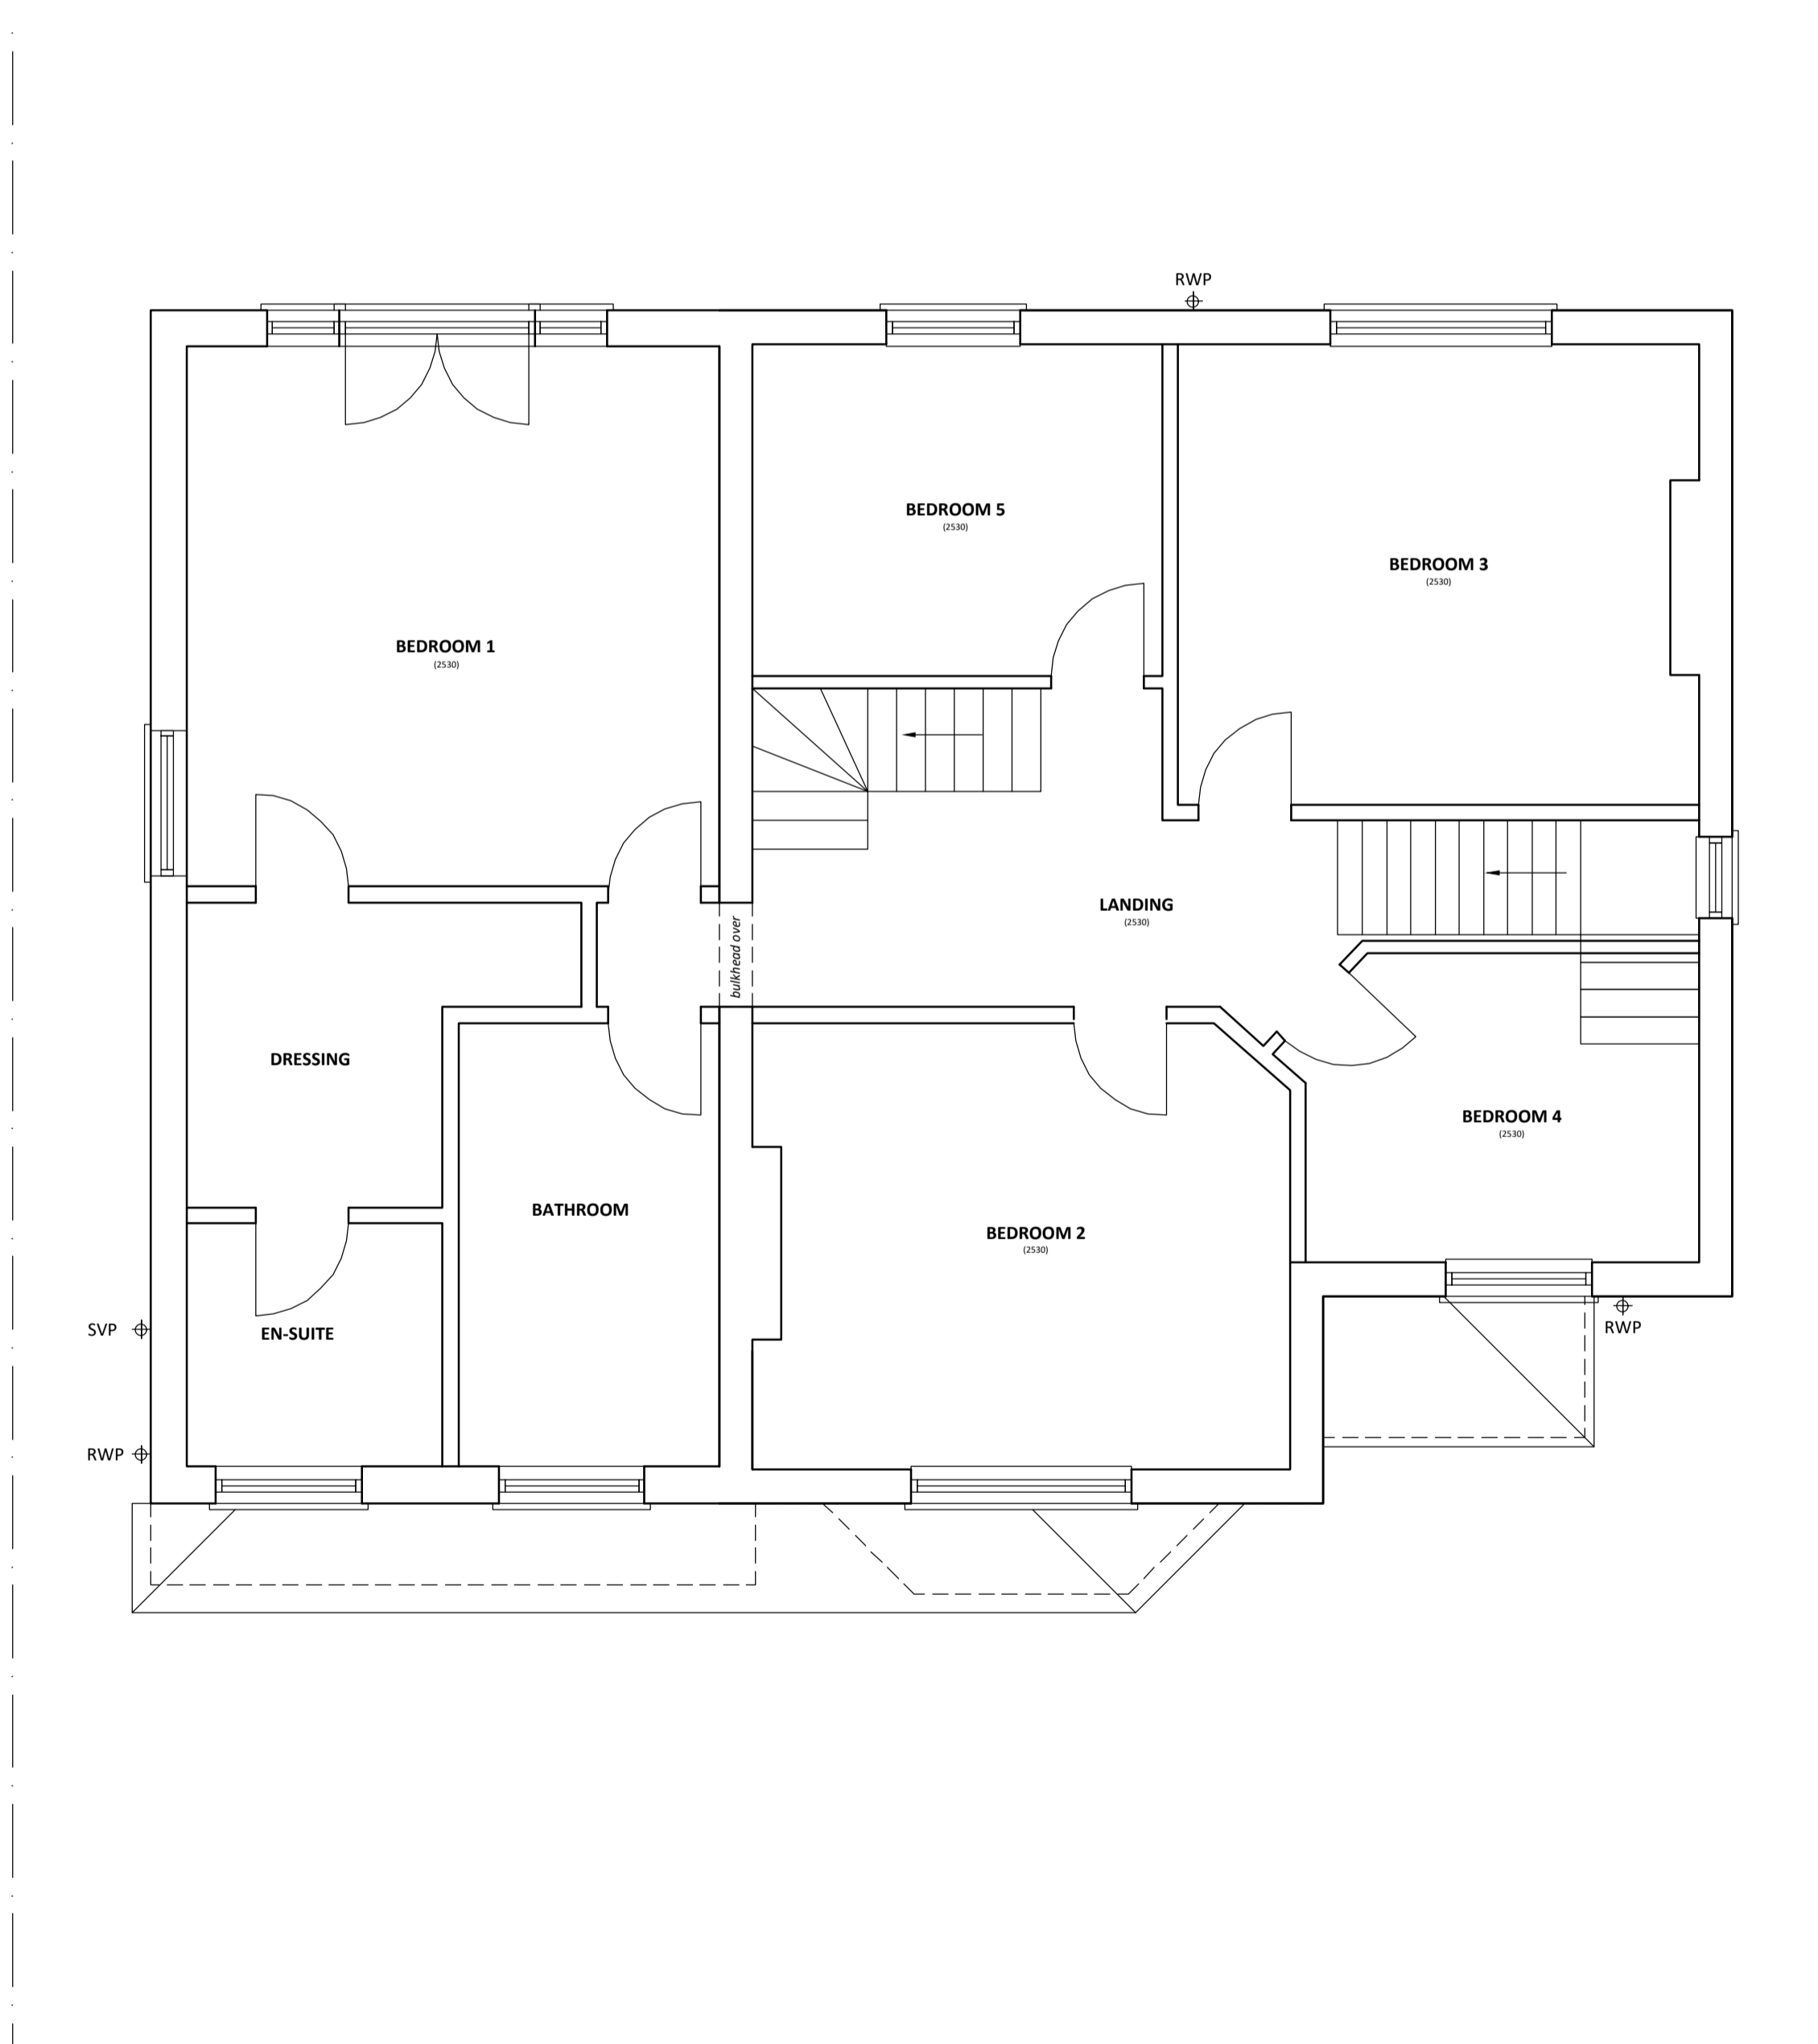 RWP
BEDROOM 5
(2530)
BEDROOM 3
(2530)
BEDROOM 1
(2530)
LANDING
(2530)
bulkhead over
DRESSING
BEDROOM 4
(2530)
BATHROOM
BEDROOM 2
(2530)
SVP
EN-SUITE
RWP
RWP